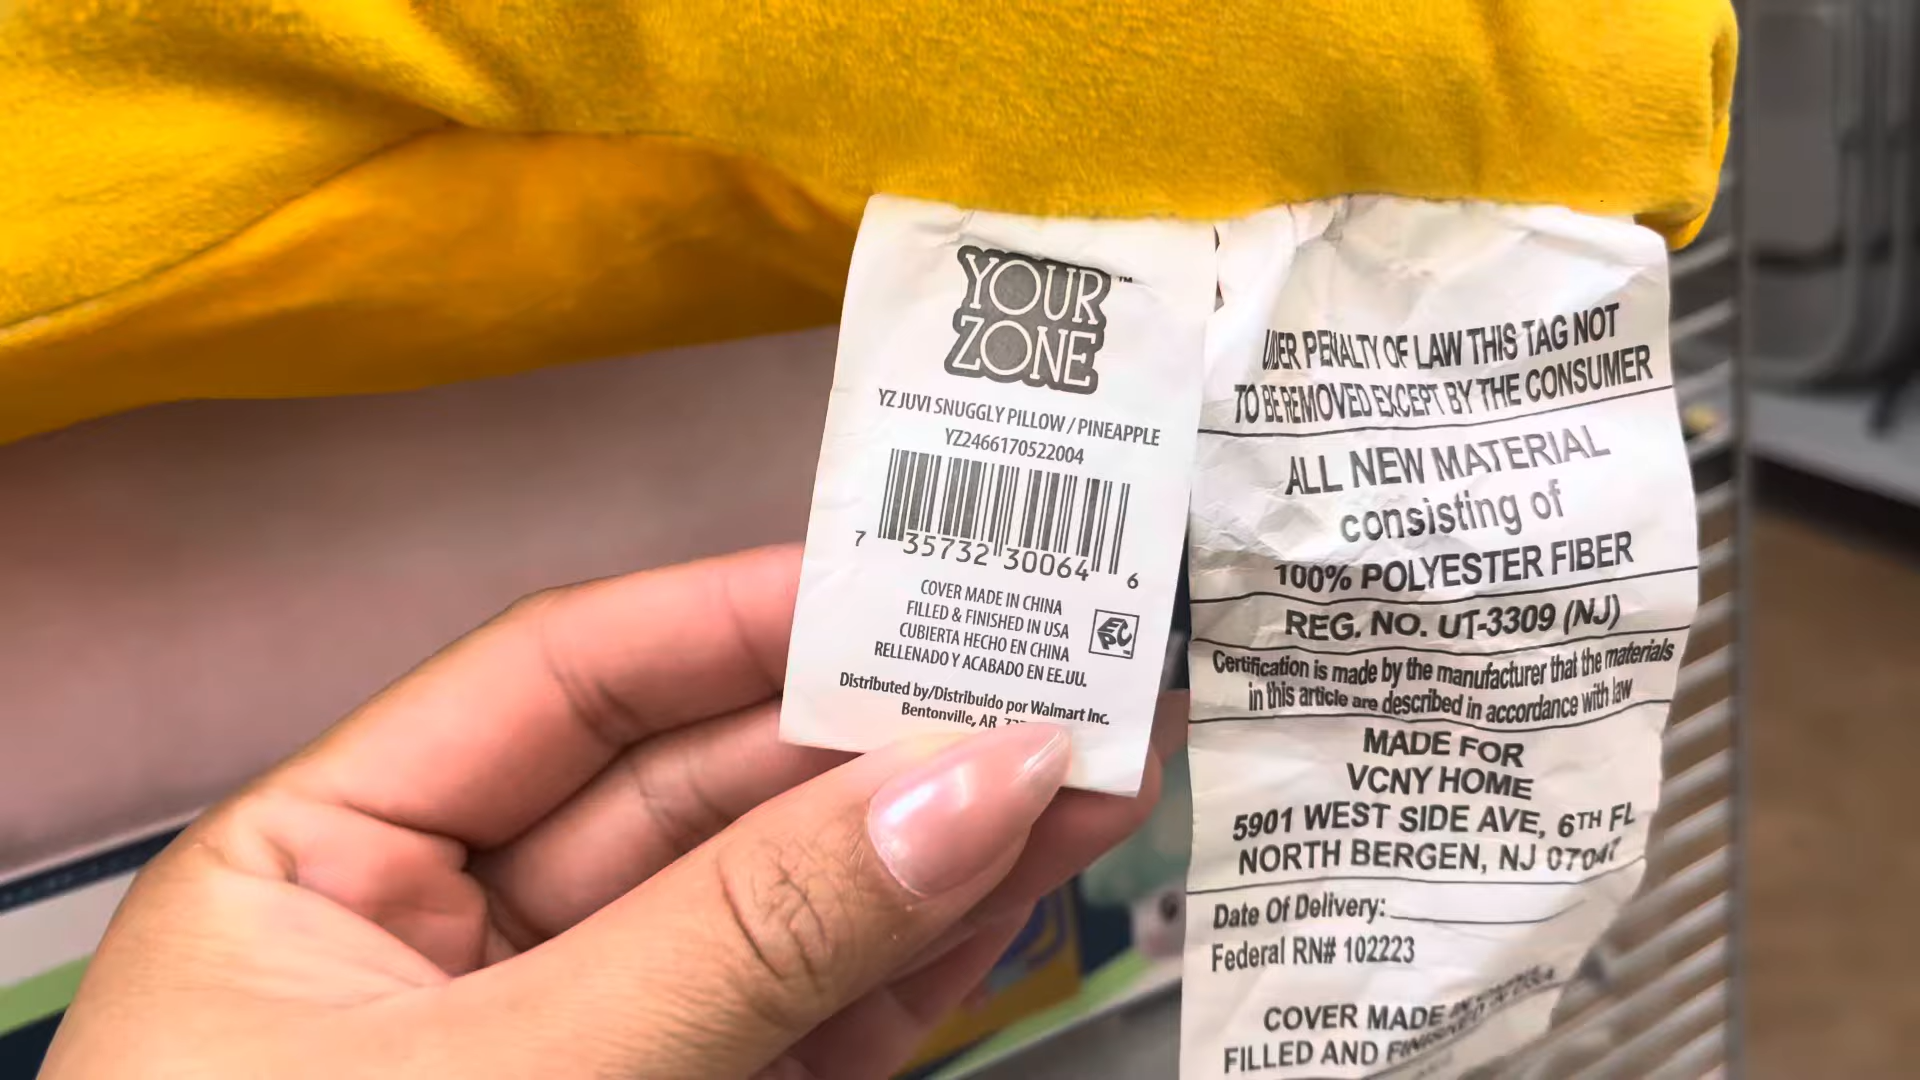 YOUR
ZONE™
YZ JUVI SNUGGLY PILLOW / PINEAPPLE
YZ2466170522004
7 35732 30064 6
COVER MADE IN CHINA
FILLED & FINISHED IN USA
CUBIERTA HECHO EN CHINA
RELLENADO Y ACABADO EN EE.UU.
EPC
Distributed by/Distribuido por Walmart Inc.
Bentonville, AR
PENALTY OF LAW THIS TAG NOT
TO BE REMOVED EXCEPT BY THE CONSUMER
ALL NEW MATERIAL
consisting of
100% POLYESTER FIBER
REG. NO. UT-3309 (NJ)
Certification is made by the manufacturer that the materials
in this article are described in accordance with law
MADE FOR
VCNY HOME
5901 WEST SIDE AVE, 6TH FL
NORTH BERGEN, NJ 07047
Date Of Delivery:
Federal RN# 102223
COVER MADE
FILLED AND